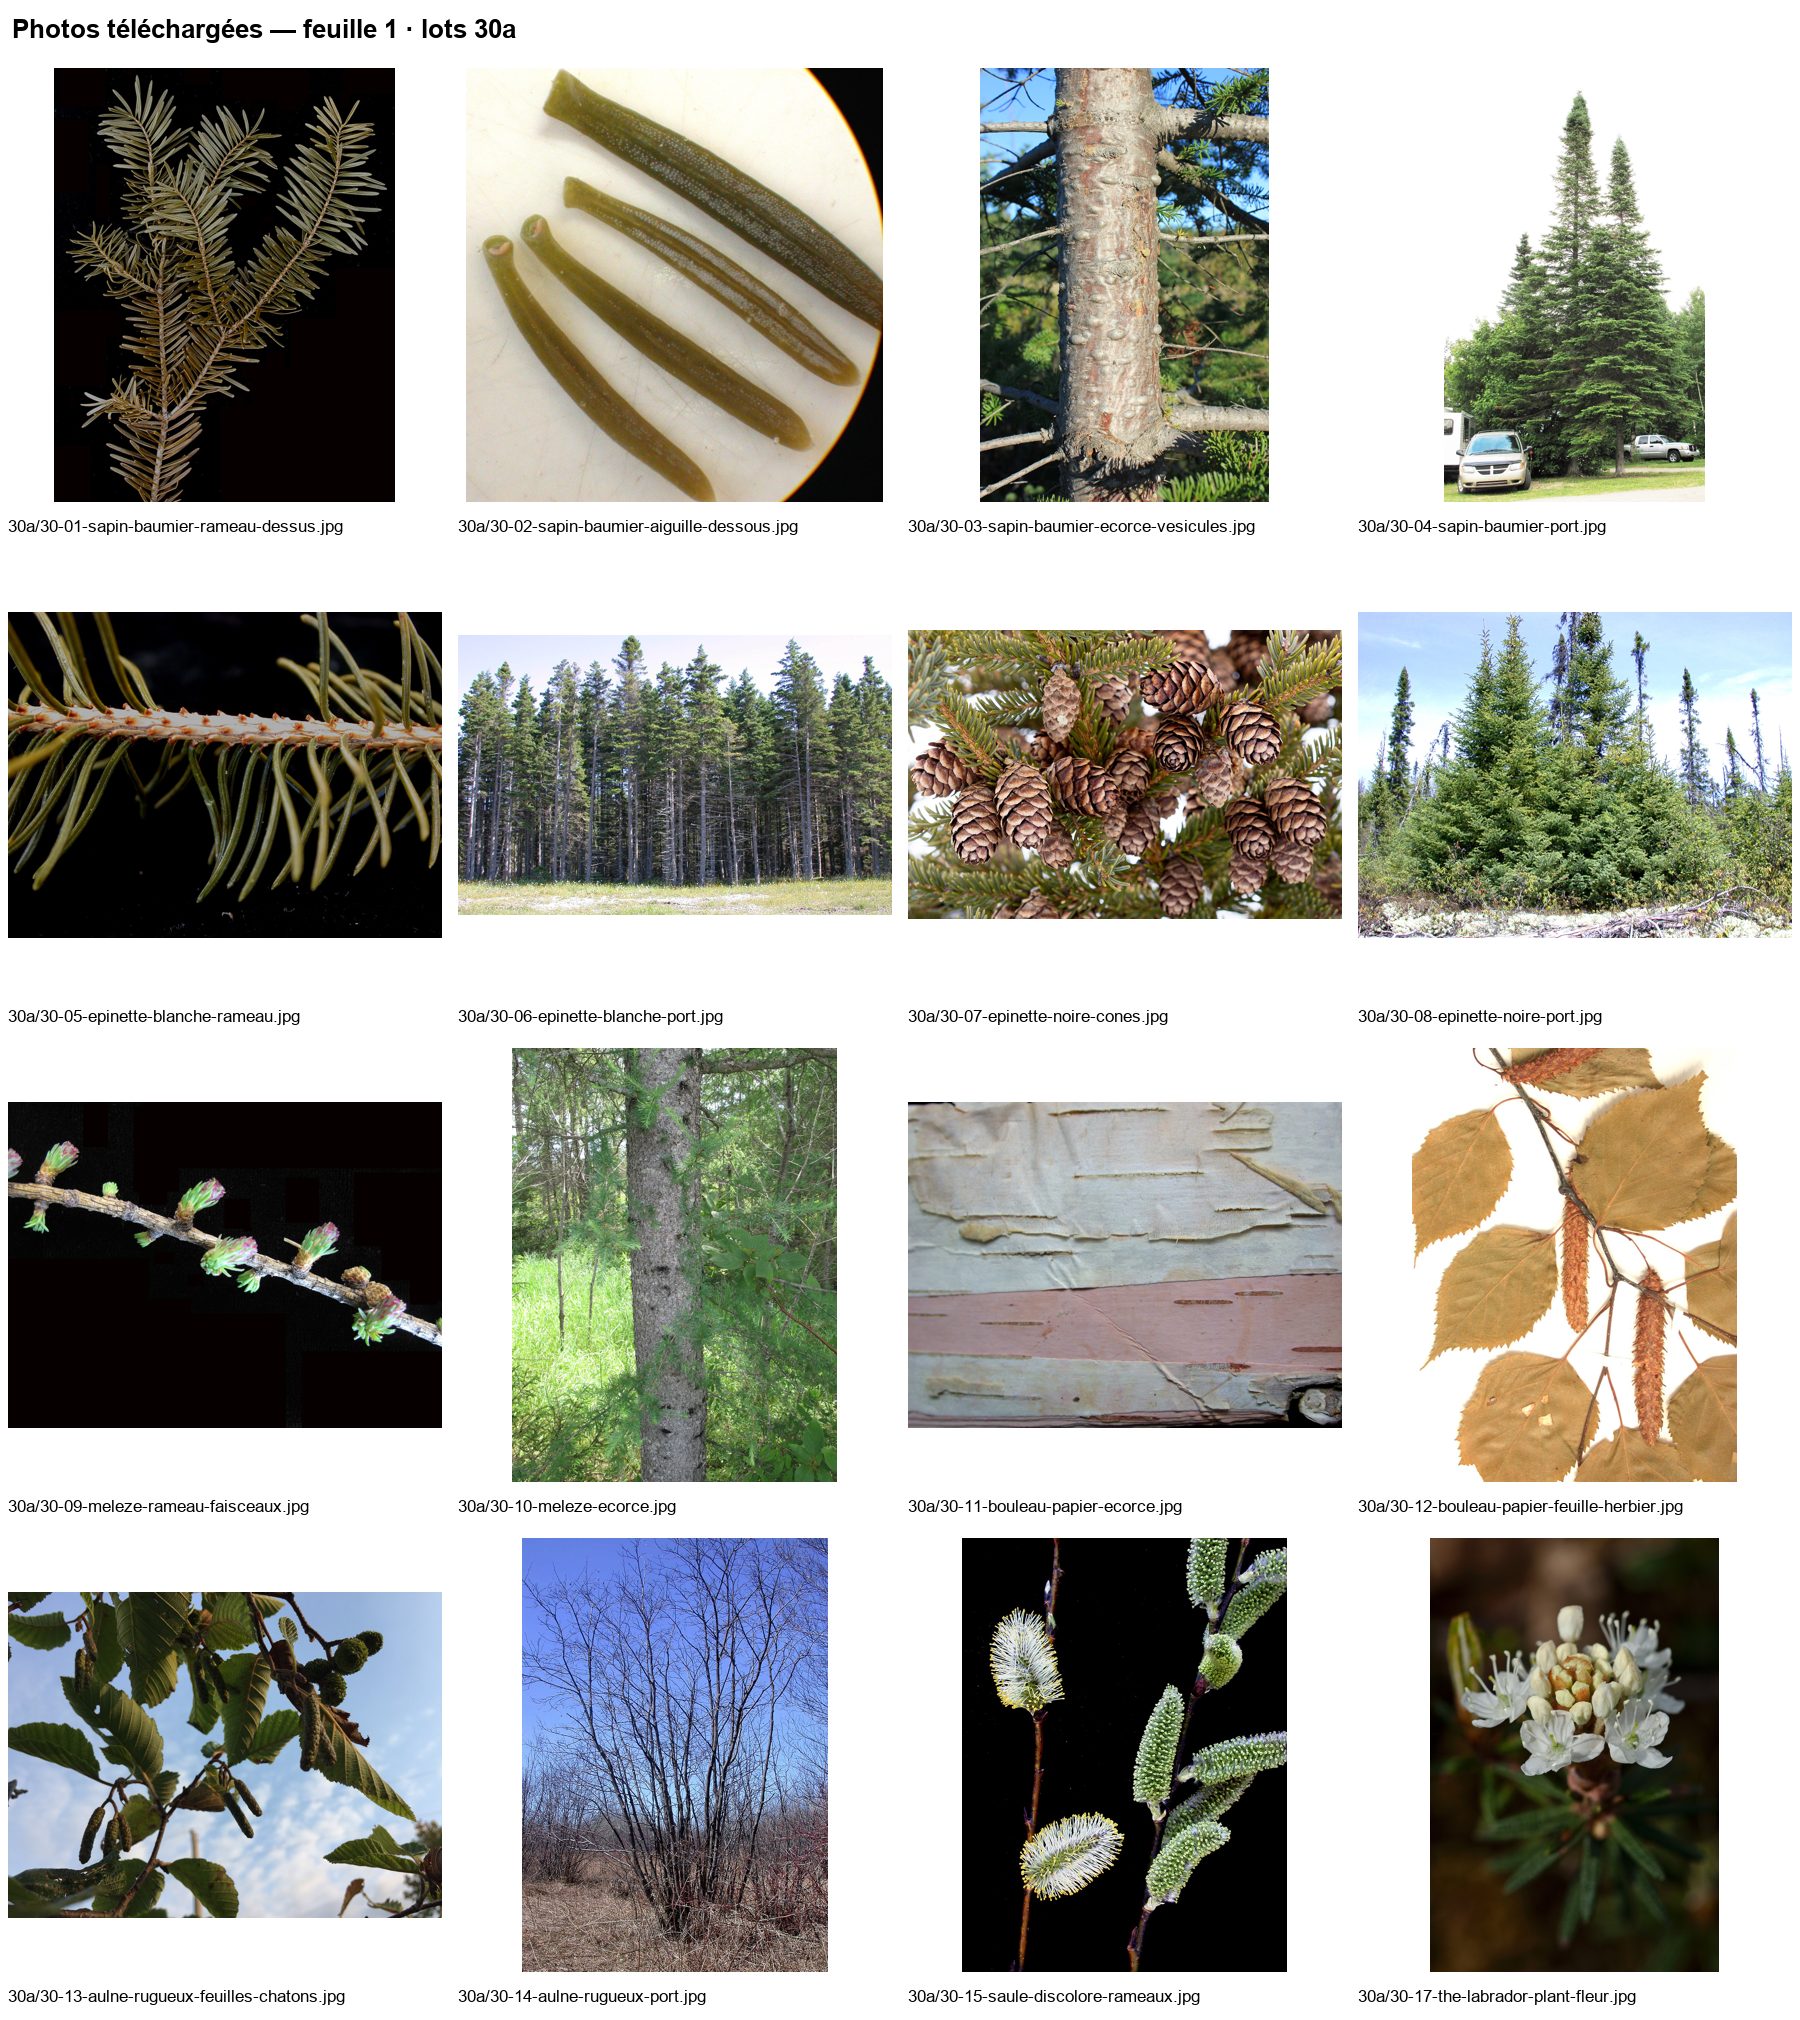 Photos téléchargées — feuille 1 · lots 30a
30a/30-01-sapin-baumier-rameau-dessus.jpg
30a/30-02-sapin-baumier-aiguille-dessous.jpg
30a/30-03-sapin-baumier-ecorce-vesicules.jpg
30a/30-04-sapin-baumier-port.jpg
30a/30-05-epinette-blanche-rameau.jpg
30a/30-06-epinette-blanche-port.jpg
30a/30-07-epinette-noire-cones.jpg
30a/30-08-epinette-noire-port.jpg
30a/30-09-meleze-rameau-faisceaux.jpg
30a/30-10-meleze-ecorce.jpg
30a/30-11-bouleau-papier-ecorce.jpg
30a/30-12-bouleau-papier-feuille-herbier.jpg
30a/30-13-aulne-rugueux-feuilles-chatons.jpg
30a/30-14-aulne-rugueux-port.jpg
30a/30-15-saule-discolore-rameaux.jpg
30a/30-17-the-labrador-plant-fleur.jpg